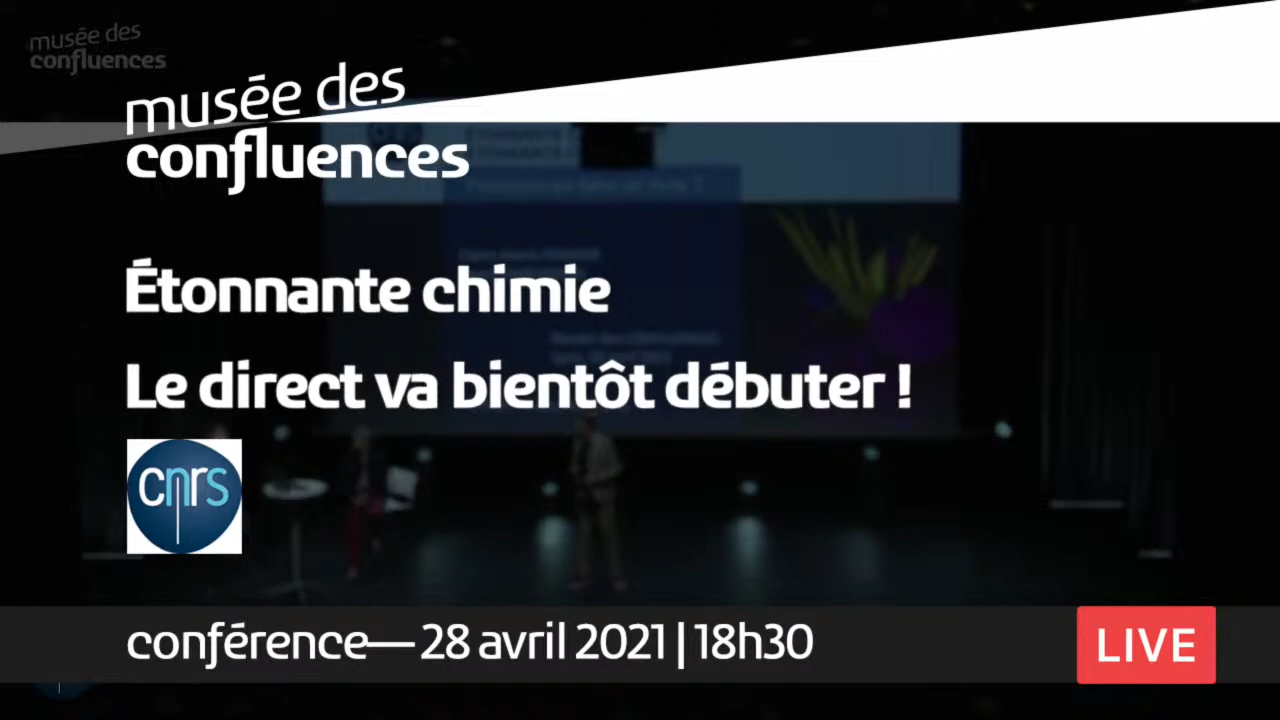 musée des
confluences
musée des
confluences
Étonnante chimie
Le direct va bientôt débuter !
cnrs
conférence—28 avril 2021 | 18h30
LIVE